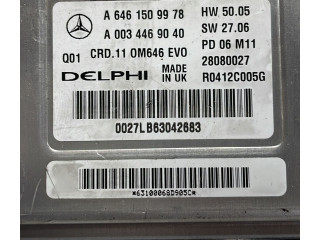 A 646 150 99 78 HW 50.05
A 003 446 90 40 SW 27.06
Q01 CRD.11 OM646 EVO PD 06 M11
DELPHI MADE IN UK 28080027
R0412C005G
0027LB63042683
*63100068D905C*